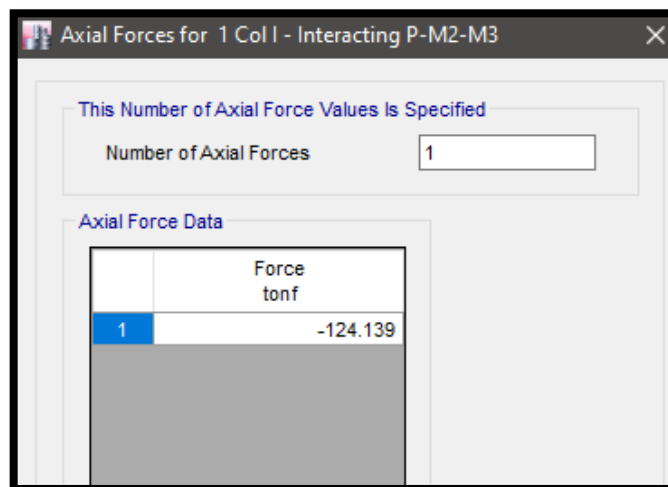 Axial Forces for 1 Col I - Interacting P-M2-M3
This Number of Axial Force Values Is Specified
Number of Axial Forces 1
Axial Force Data
Force
tonf
1 -124.139